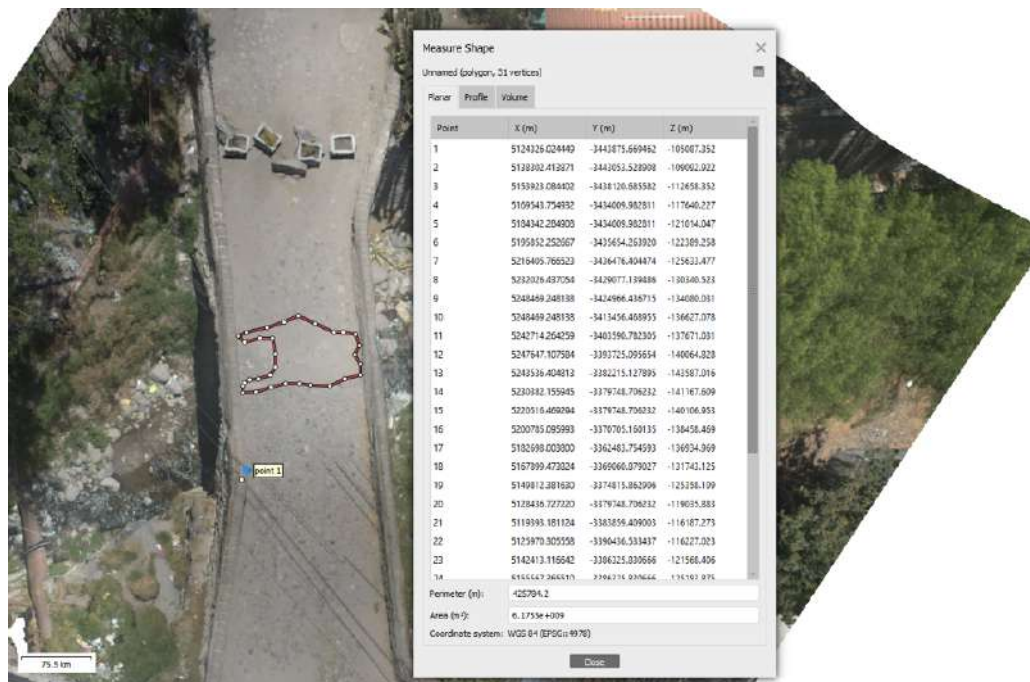 Measure Shape
Unnamed (polygon, 31 vertices)
Planar Profile Volume
Point X (m) Y (m) Z (m)
1 5124326.024449 -3443875.669462 -105087.352
2 5138302.413871 -3443053.528908 -109092.922
3 5153923.084402 -3438120.685582 -112658.352
4 5169543.754932 -3434009.982811 -117640.227
5 5184342.284908 -3434009.982811 -121014.047
6 5195852.252667 -3435654.263920 -122389.258
7 5216405.766523 -3436476.404474 -125633.477
8 5232026.437054 -3429077.139486 -130340.523
9 5248469.248138 -3424966.436715 -134080.031
10 5248469.248138 -3413456.468955 -136627.078
11 5242714.264259 -3403590.782305 -137671.031
12 5247647.107584 -3393725.095654 -140064.828
13 5243536.404813 -3382215.127895 -143587.016
14 5230382.155945 -3379748.706232 -141167.609
15 5220516.469294 -3379748.706232 -140106.953
16 5200785.095993 -3370705.160135 -138458.469
17 5182698.003800 -3362483.754593 -136934.969
18 5167899.473824 -3369060.879027 -131743.125
19 5149812.381630 -3374815.862906 -125358.109
20 5128436.727220 -3379748.706232 -119035.883
21 5119393.181124 -3383859.409003 -116187.273
22 5125970.305558 -3390436.533437 -116227.023
23 5142413.116642 -3386325.830666 -121568.406
point 1
Perimeter (m): 425784.2
Area (m²): 6.1755e+009
Coordinate system: WGS 84 (EPSG::4978)
75.5 km
Close